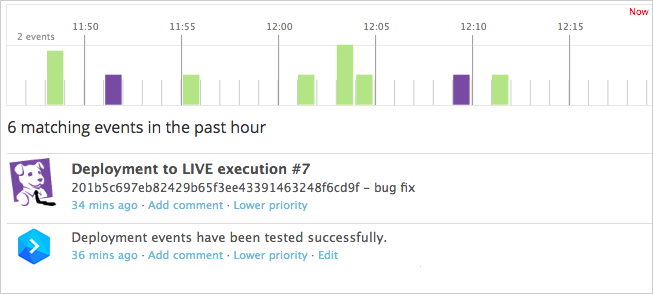 Now
11:50 11:55 12:00 12:05 12:10 12:15
2 events
6 matching events in the past hour
Deployment to LIVE execution #7
201b5c697eb82429b65f3ee43391463248f6cd9f – bug fix
34 mins ago · Add comment · Lower priority
Deployment events have been tested successfully.
36 mins ago · Add comment · Lower priority · Edit